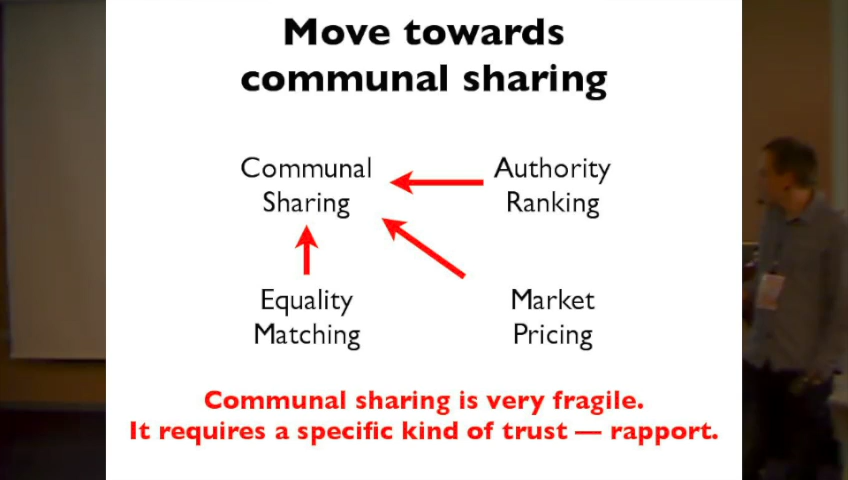 Move towards
communal sharing
Communal
Sharing
Authority
Ranking
Equality
Matching
Market
Pricing
Communal sharing is very fragile.
It requires a specific kind of trust — rapport.